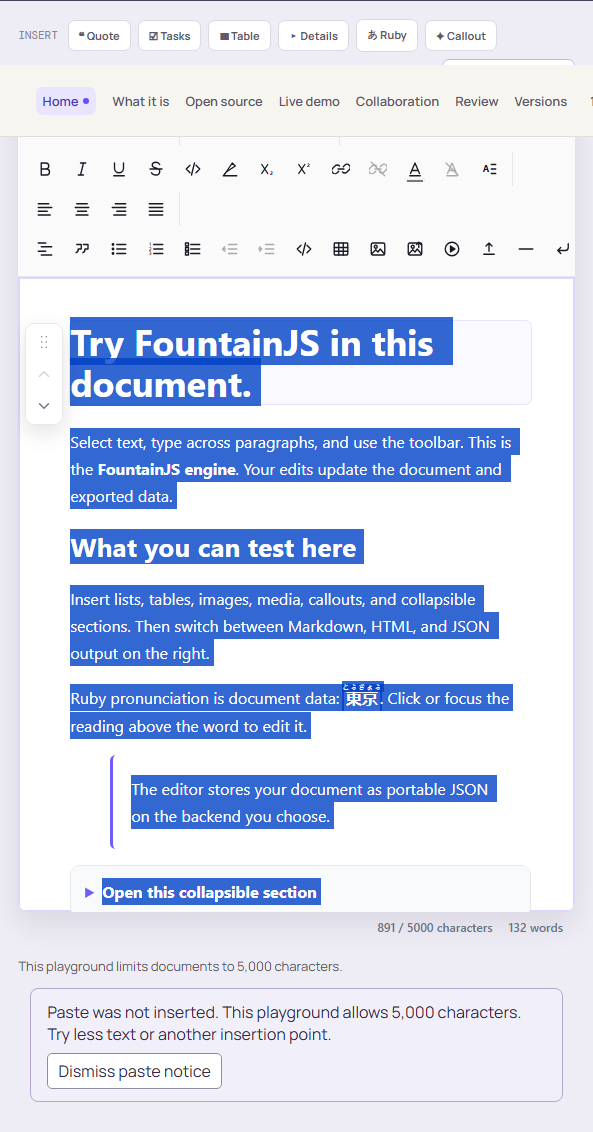 INSERT ❝ Quote ☑ Tasks ▦ Table ▸ Details あ Ruby ✦ Callout
Home What it is Open source Live demo Collaboration Review Versions
Try FountainJS in this
document.
Select text, type across paragraphs, and use the toolbar. This is
the FountainJS engine. Your edits update the document and
exported data.
What you can test here
Insert lists, tables, images, media, callouts, and collapsible
sections. Then switch between Markdown, HTML, and JSON
output on the right.
Ruby pronunciation is document data: 東京. Click or focus the
reading above the word to edit it.
The editor stores your document as portable JSON
on the backend you choose.
Open this collapsible section
891 / 5000 characters 132 words
This playground limits documents to 5,000 characters.
Paste was not inserted. This playground allows 5,000 characters.
Try less text or another insertion point.
Dismiss paste notice